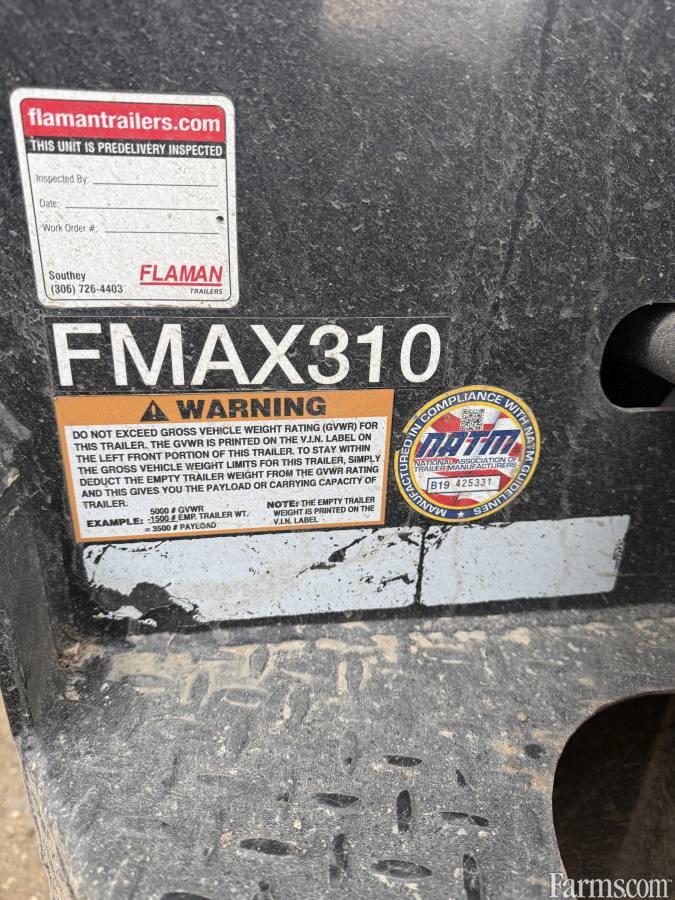 flamantrailers.com
THIS UNIT IS PREDELIVERY INSPECTED
Inspected By:
Date:
Work Order #
Southey
(306) 726-4403
FLAMAN
TRAILERS
FMAX310
WARNING
DO NOT EXCEED GROSS VEHICLE WEIGHT RATING (GVWR) FOR
THIS TRAILER. THE GVWR IS PRINTED ON THE V.I.N. LABEL ON
THE LEFT FRONT PORTION OF THIS TRAILER. TO STAY WITHIN
THE GROSS VEHICLE WEIGHT LIMITS FOR THIS TRAILER, SIMPLY
DEDUCT THE EMPTY TRAILER WEIGHT FROM THE GVWR RATING
AND THIS GIVES YOU THE PAYLOAD OR CARRYING CAPACITY OF
TRAILER.
5000 # GVWR
EXAMPLE: -1500 # EMP. TRAILER WT.
= 3500 # PAYLOAD
NOTE: THE EMPTY TRAILER
WEIGHT IS PRINTED ON THE
V.I.N. LABEL
MANUFACTURED IN COMPLIANCE WITH NATM GUIDELINES
NATM
NATIONAL ASSOCIATION OF
TRAILER MANUFACTURERS
B19 425331
Farms.com